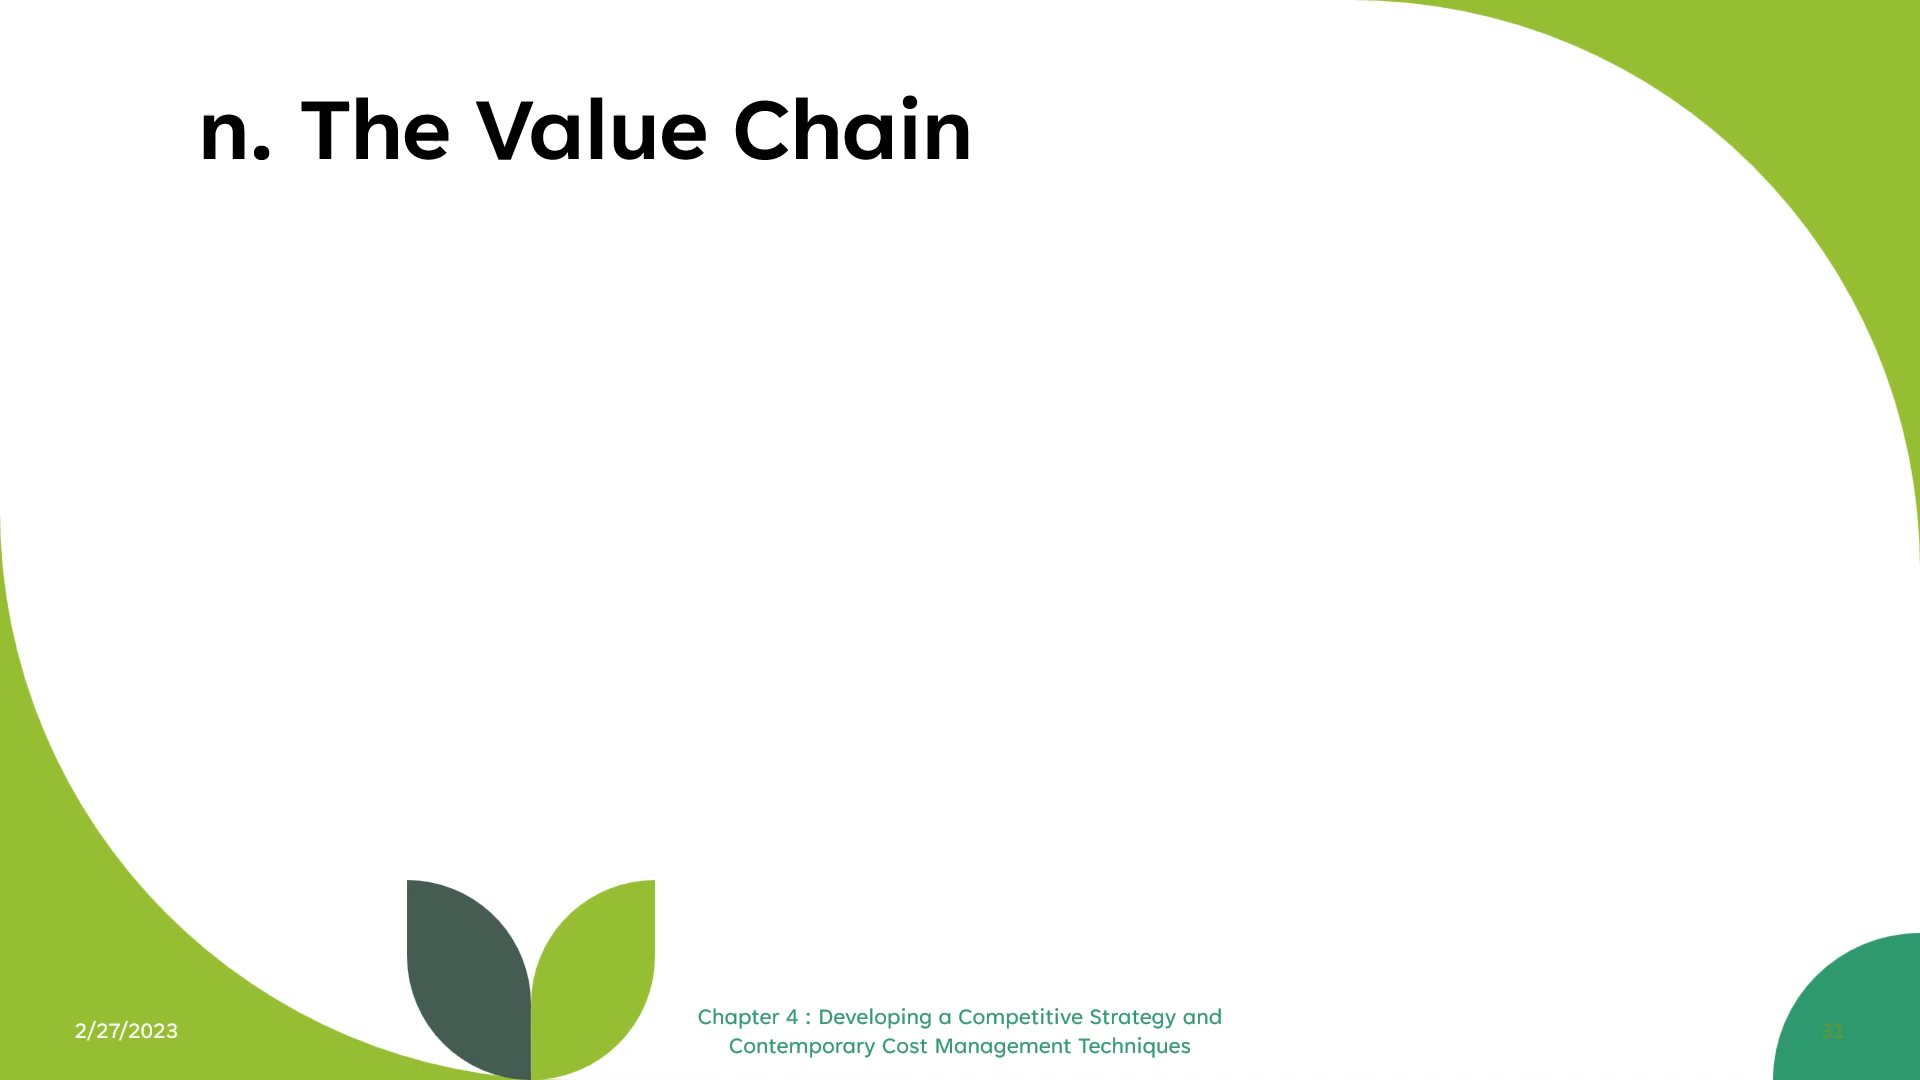 n. The Value Chain
2/27/2023
Chapter 4 : Developing a Competitive Strategy and
Contemporary Cost Management Techniques
31